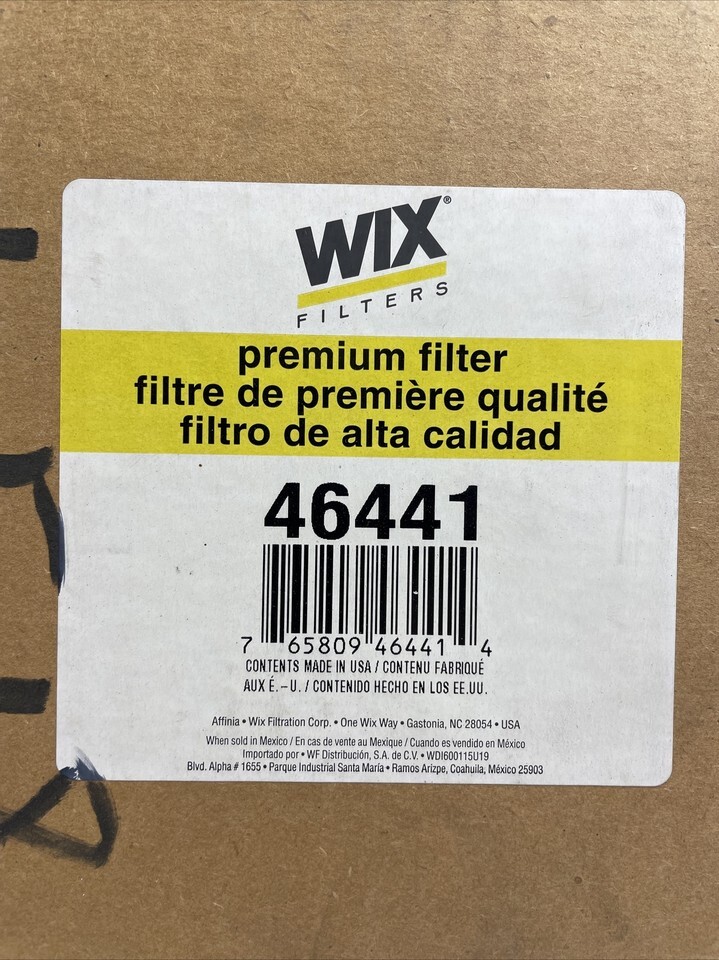 WIX®
FILTERS
premium filter
filtre de première qualité
filtro de alta calidad
46441
7 65809 46441 4
CONTENTS MADE IN USA / CONTENU FABRIQUÉ
AUX É.-U. / CONTENIDO HECHO EN LOS EE.UU.
Affinia • Wix Filtration Corp. • One Wix Way • Gastonia, NC 28054 • USA
When sold in Mexico / En cas de vente au Mexique / Cuando es vendido en México
Importado por • WF Distribución, S.A. de C.V. • WDI600115U19
Blvd. Alpha # 1655 • Parque Industrial Santa María • Ramos Arizpe, Coahuila, México 25903